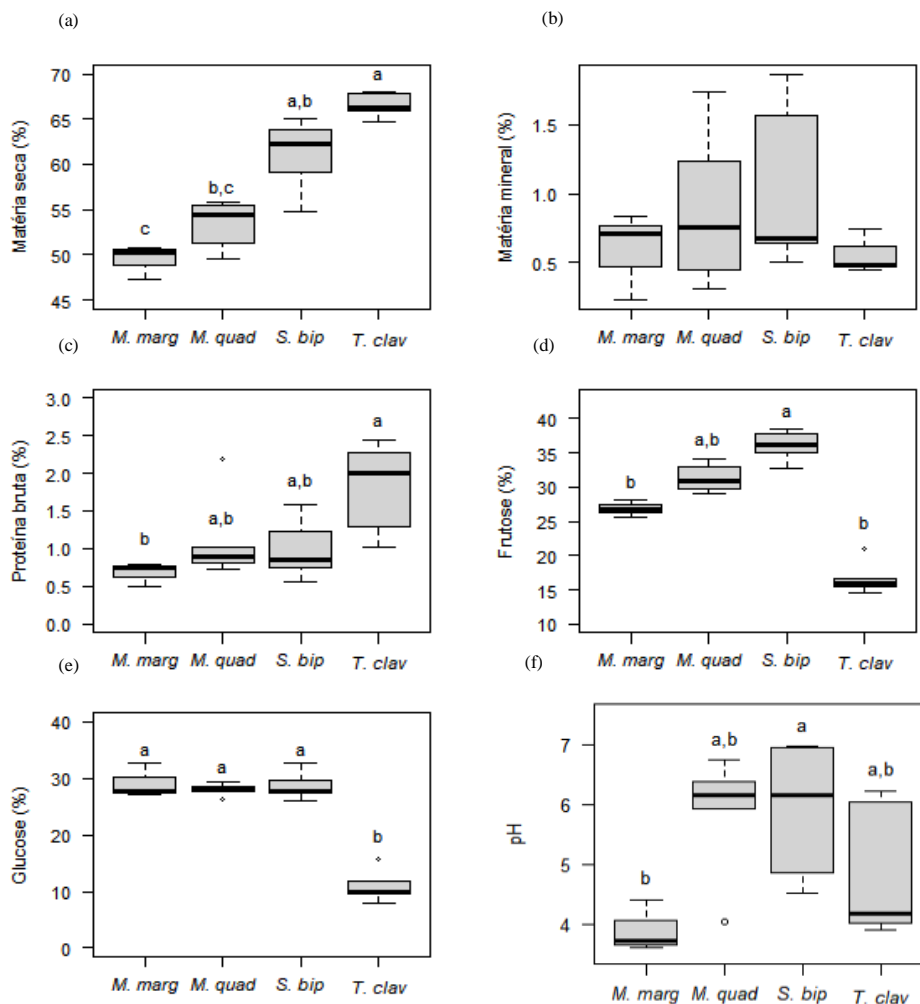 (a)
(b)
Matéria seca (%)
70
65
60
55
50
45
c
b,c
a,b
a
M. marg M. quad S. bip T. clav
Matéria mineral (%)
1.5
1.0
0.5
M. marg M. quad S. bip T. clav
(c)
(d)
Proteína bruta (%)
3.0
2.5
2.0
1.5
1.0
0.5
0.0
b
a,b
a,b
a
M. marg M. quad S. bip T. clav
Frutose (%)
40
35
30
25
20
15
10
b
a,b
a
b
M. marg M. quad S. bip T. clav
(e)
(f)
Glucose (%)
40
30
20
10
0
a
a
a
b
M. marg M. quad S. bip T. clav
pH
7
6
5
4
b
a,b
a
a,b
M. marg M. quad S. bip T. clav